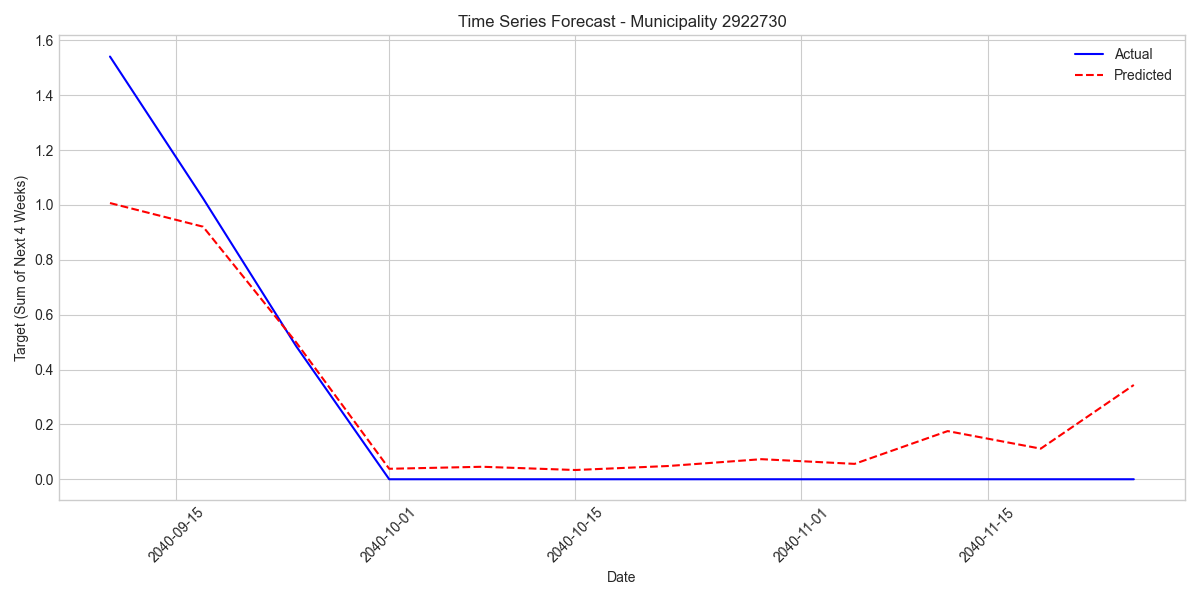 Time Series Forecast - Municipality 2922730
Actual
Predicted
Target (Sum of Next 4 Weeks)
1.6
1.4
1.2
1.0
0.8
0.6
0.4
0.2
0.0
2040-09-15
2040-10-01
2040-10-15
2040-11-01
2040-11-15
Date